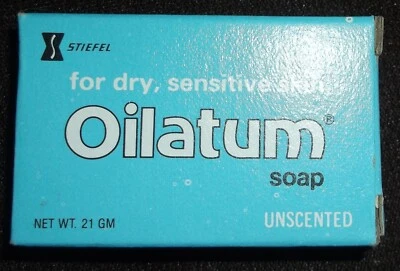 STIEFEL
for dry, sensitive skin
Oilatum®
soap
NET WT. 21 GM
UNSCENTED